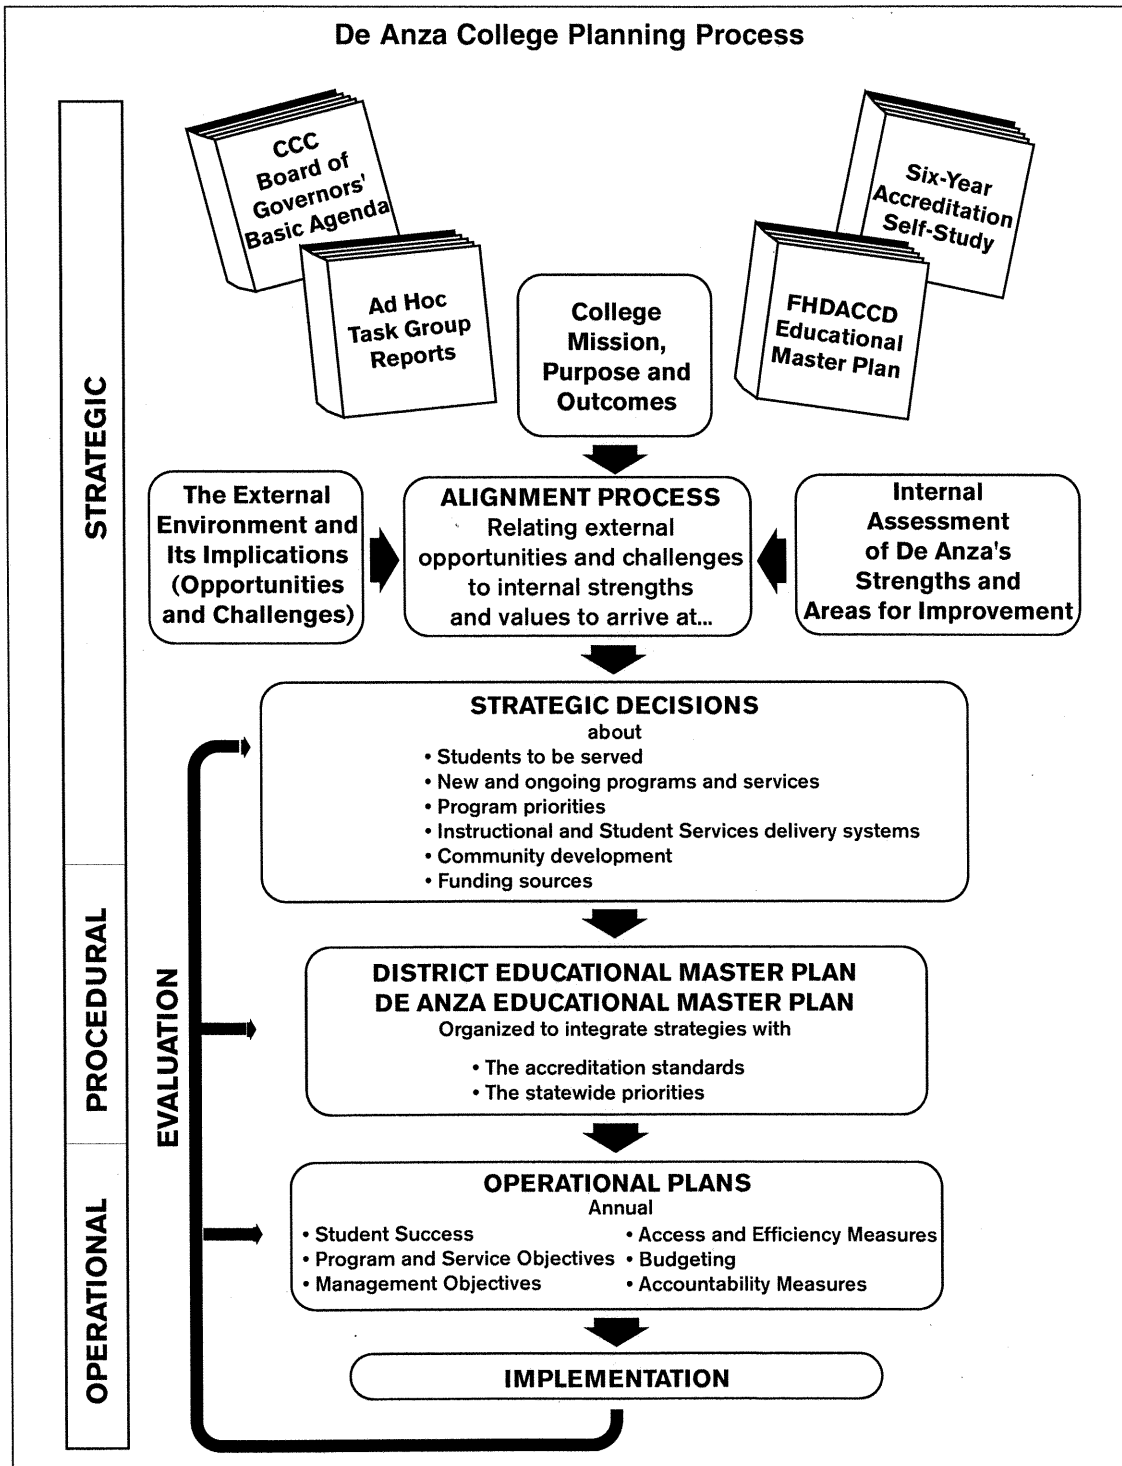 De Anza College Planning Process
STRATEGIC
CCC
Board of
Governors'
Basic Agenda
Ad Hoc
Task Group
Reports
Six-Year
Accreditation
Self-Study
FHDACCD
Educational
Master Plan
College
Mission,
Purpose and
Outcomes
The External
Environment and
Its Implications
(Opportunities
and Challenges)
ALIGNMENT PROCESS
Relating external
opportunities and challenges
to internal strengths
and values to arrive at...
Internal
Assessment
of De Anza's
Strengths and
Areas for Improvement
STRATEGIC DECISIONS
about
• Students to be served
• New and ongoing programs and services
• Program priorities
• Instructional and Student Services delivery systems
• Community development
• Funding sources
PROCEDURAL
EVALUATION
DISTRICT EDUCATIONAL MASTER PLAN
DE ANZA EDUCATIONAL MASTER PLAN
Organized to integrate strategies with
• The accreditation standards
• The statewide priorities
OPERATIONAL
OPERATIONAL PLANS
Annual
• Student Success
• Program and Service Objectives
• Management Objectives
• Access and Efficiency Measures
• Budgeting
• Accountability Measures
IMPLEMENTATION